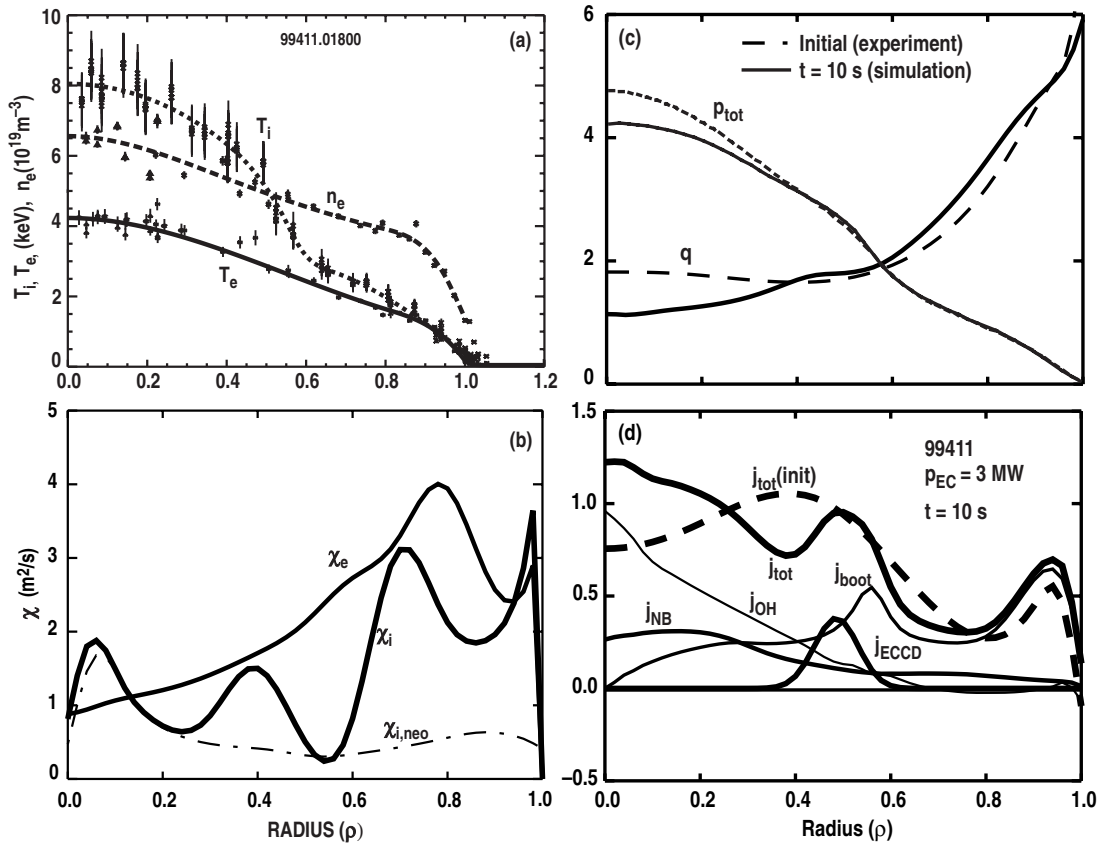 99411.01800
(a)
T_i, T_e, (keV), n_e(10^19 m^−3)
10
8
6
4
2
0
T_i
n_e
T_e
0.0 0.2 0.4 0.6 0.8 1.0 1.2
(c)
Initial (experiment)
t = 10 s (simulation)
6
4
2
0
p_tot
q
(b)
χ (m²/s)
5
4
3
2
1
0
χ_e
χ_i
χ_i,neo
0.0 0.2 0.4 0.6 0.8 1.0
RADIUS (ρ)
(d)
99411
p_EC = 3 MW
t = 10 s
1.5
1.0
0.5
0.0
−0.5
j_tot(init)
j_tot
j_boot
j_OH
j_NB
j_ECCD
0.0 0.2 0.4 0.6 0.8 1.0
Radius (ρ)